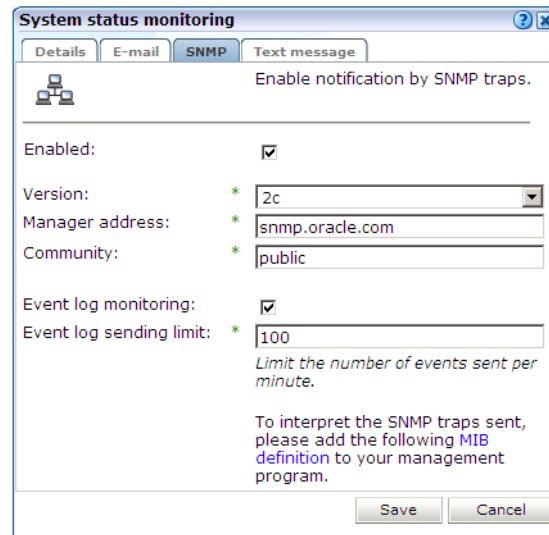 System status monitoring
Details E-mail SNMP Text message
Enable notification by SNMP traps.
Enabled:
Version: * 2c
Manager address: * snmp.oracle.com
Community: * public
Event log monitoring:
Event log sending limit: * 100
Limit the number of events sent per
minute.
To interpret the SNMP traps sent,
please add the following MIB
definition to your management
program.
Save Cancel